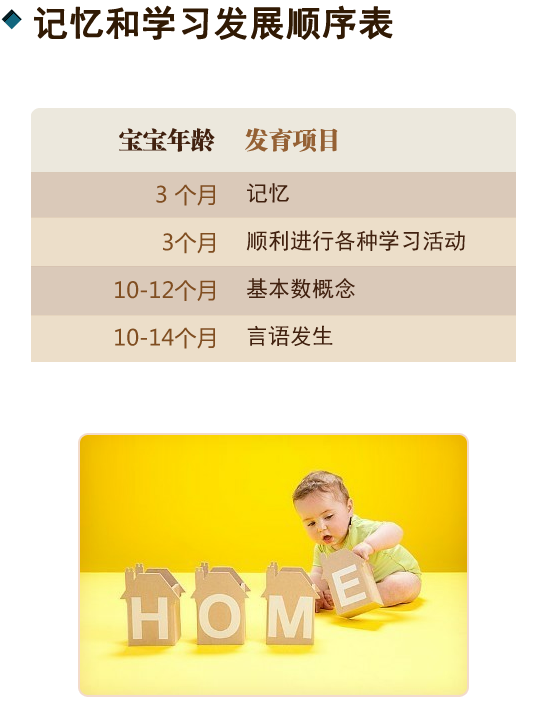 记忆和学习发展顺序表
宝宝年龄 发育项目
3 个月 记忆
3个月 顺利进行各种学习活动
10-12个月 基本数概念
10-14个月 言语发生
HOME